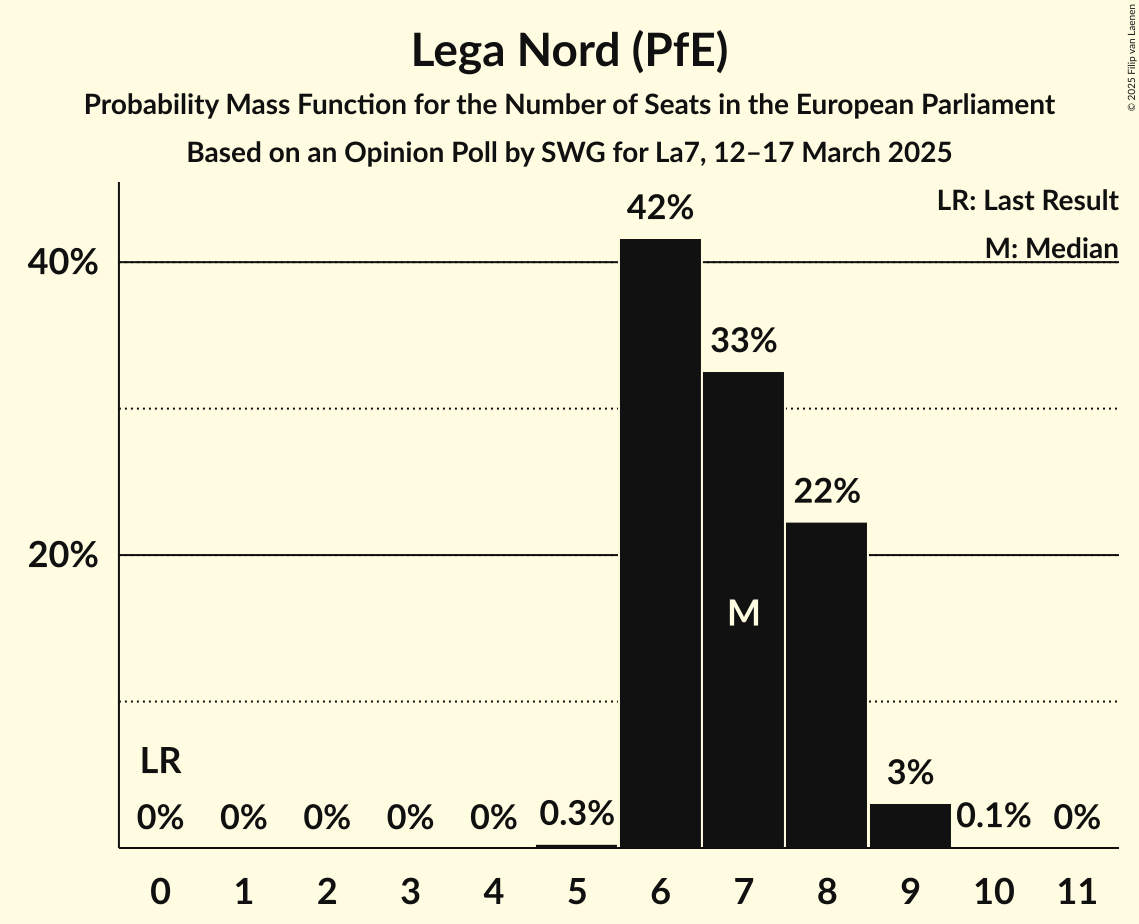 Lega Nord (PfE)
Probability Mass Function for the Number of Seats in the European Parliament
Based on an Opinion Poll by SWG for La7, 12–17 March 2025
© 2025 Filip van Laenen
LR: Last Result
M: Median
40%
20%
42%
33%
22%
M
LR
0% 0% 0% 0% 0% 0.3% 3% 0.1% 0%
0 1 2 3 4 5 6 7 8 9 10 11